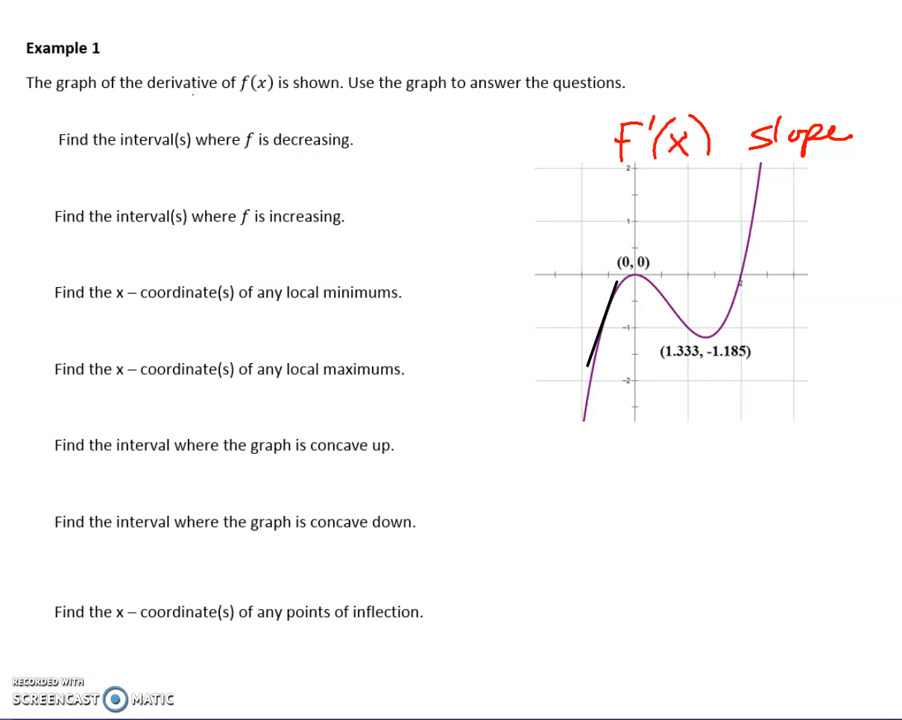 Example 1
The graph of the derivative of f(x) is shown. Use the graph to answer the questions.
Find the interval(s) where f is decreasing.
F'(x) slope
Find the interval(s) where f is increasing.
Find the x – coordinate(s) of any local minimums.
Find the x – coordinate(s) of any local maximums.
Find the interval where the graph is concave up.
Find the interval where the graph is concave down.
Find the x – coordinate(s) of any points of inflection.
2
1
(0, 0)
2
-1
(1.333, -1.185)
-2
RECORDED WITH
SCREENCAST MATIC